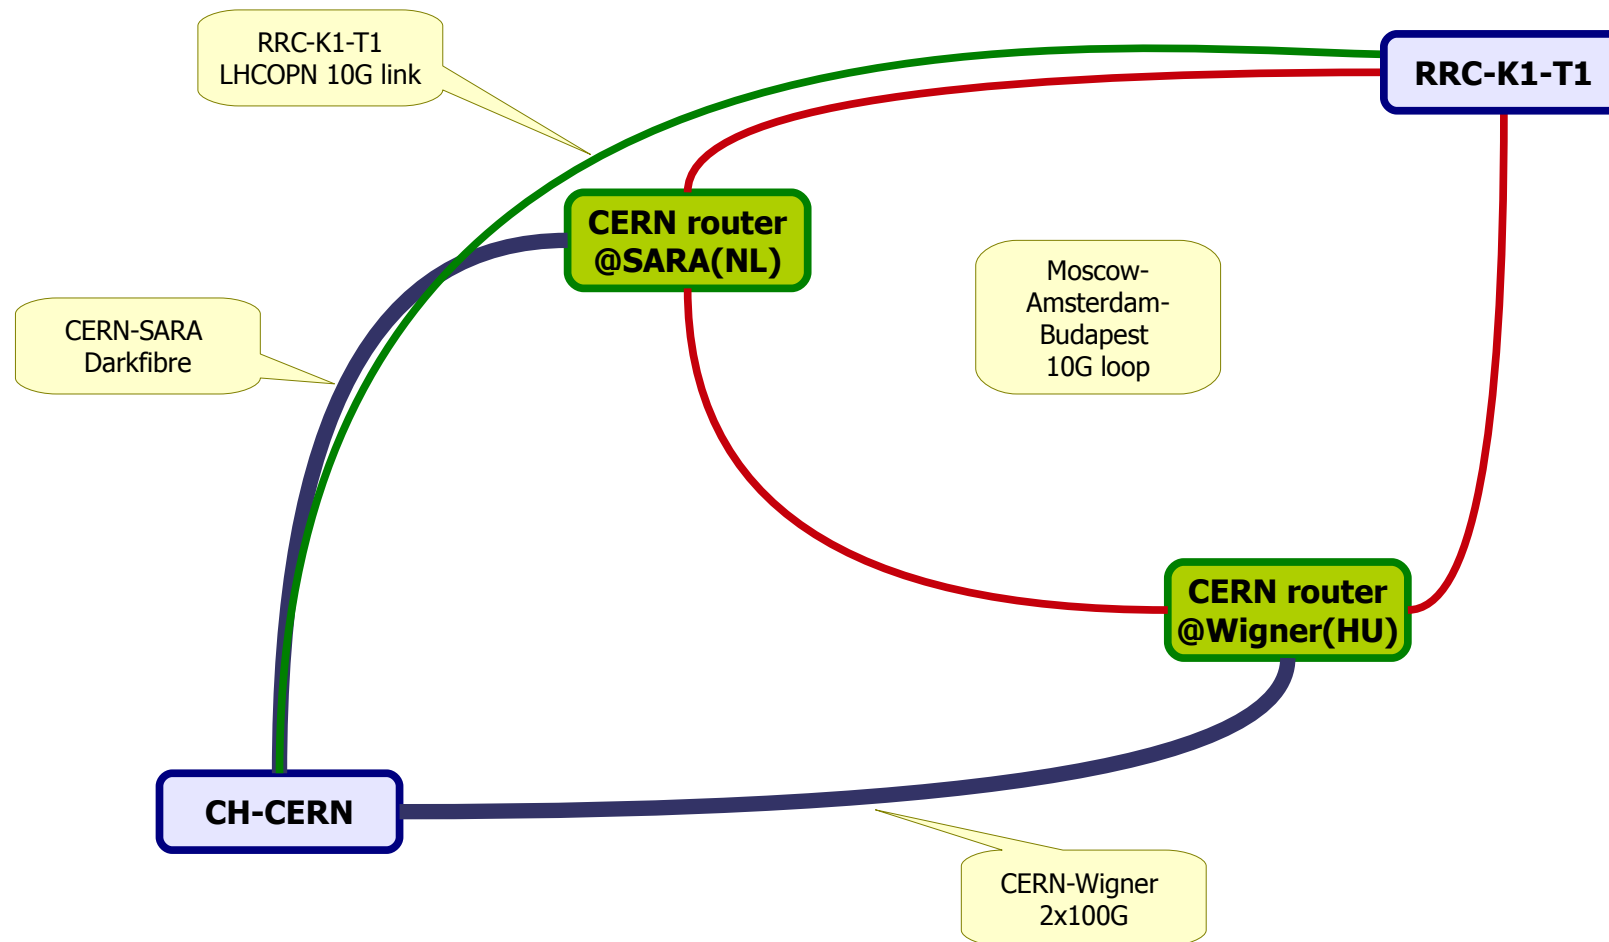 RRC-K1-T1
LHCOPN 10G link
RRC-K1-T1
CERN router
@SARA(NL)
Moscow-
Amsterdam-
Budapest
10G loop
CERN-SARA
Darkfibre
CERN router
@Wigner(HU)
CH-CERN
CERN-Wigner
2x100G